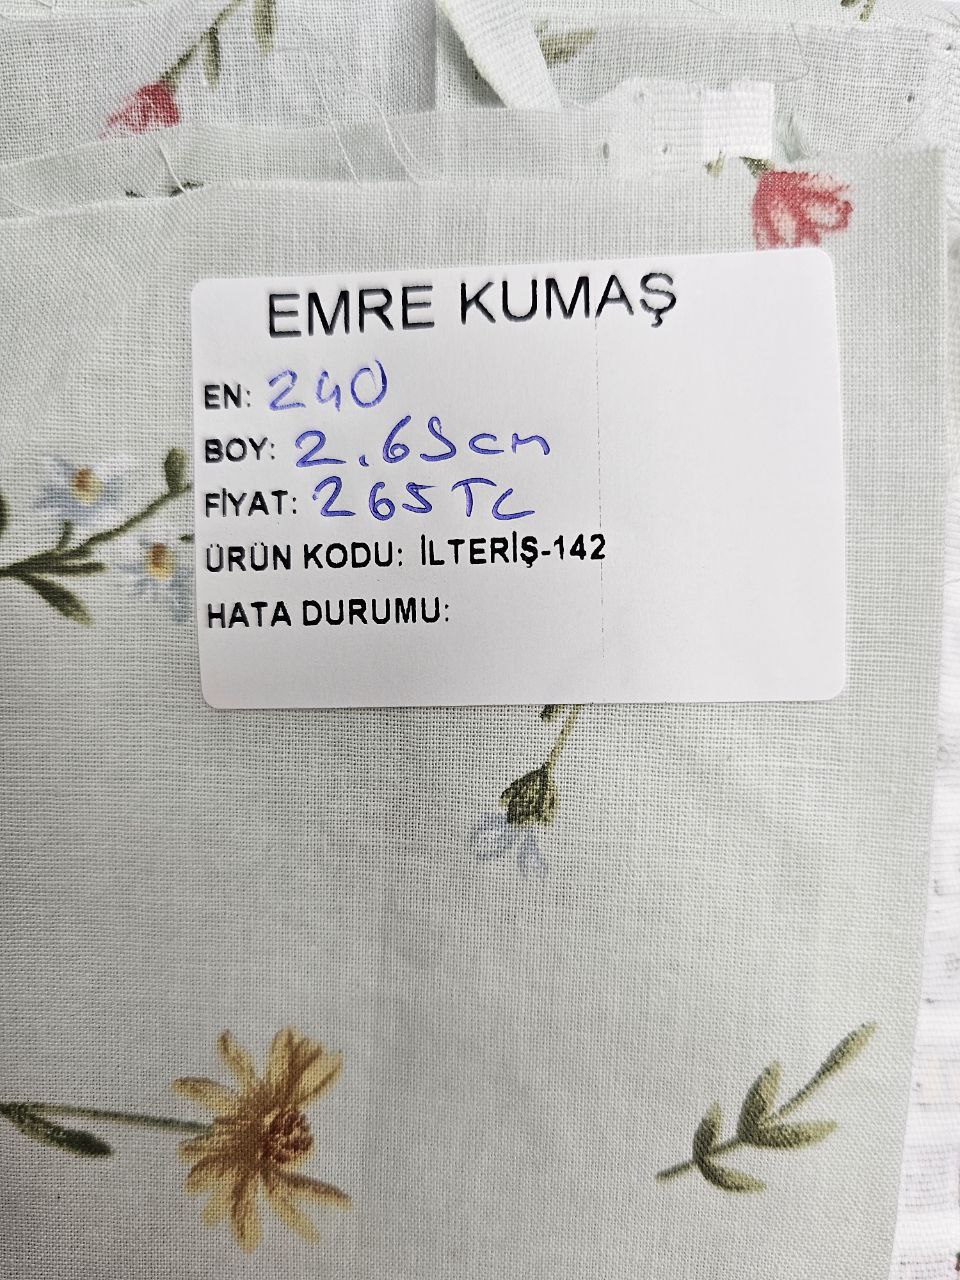 EMRE KUMAŞ
EN: 240
BOY: 2.65cm
FİYAT: 265 TL
ÜRÜN KODU: İLTERİŞ-142
HATA DURUMU: